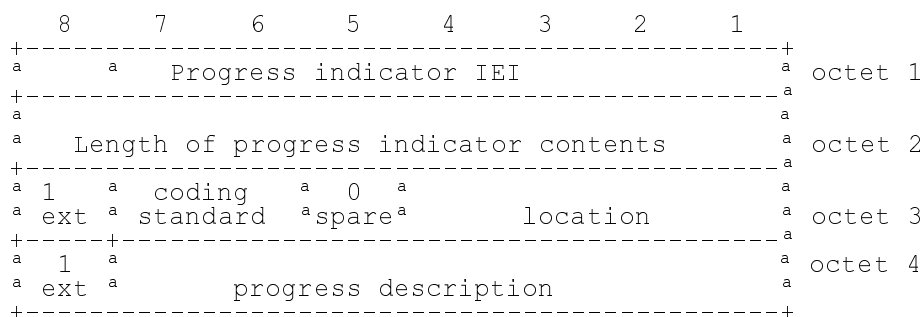 8 7 6 5 4 3 2 1
+-----------------------------------------------+
ª ª Progress indicator IEI ª octet 1
+-----------------------------------------------ª
ª ª
ª Length of progress indicator contents ª octet 2
+-----------------------------------------------ª
ª 1 ª coding ª 0 ª ª
ª ext ª standard ªspareª location ª octet 3
+-----+-----------------------------------------ª
ª 1 ª ª octet 4
ª ext ª progress description ª
+-----------------------------------------------+